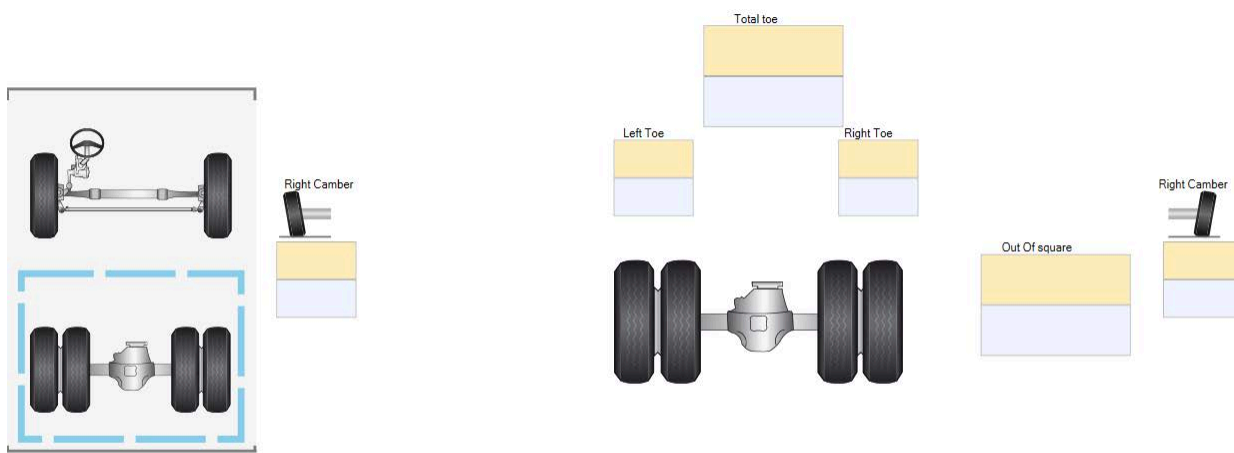 Total toe
Left Toe
Right Toe
Right Camber
Right Camber
Out Of square